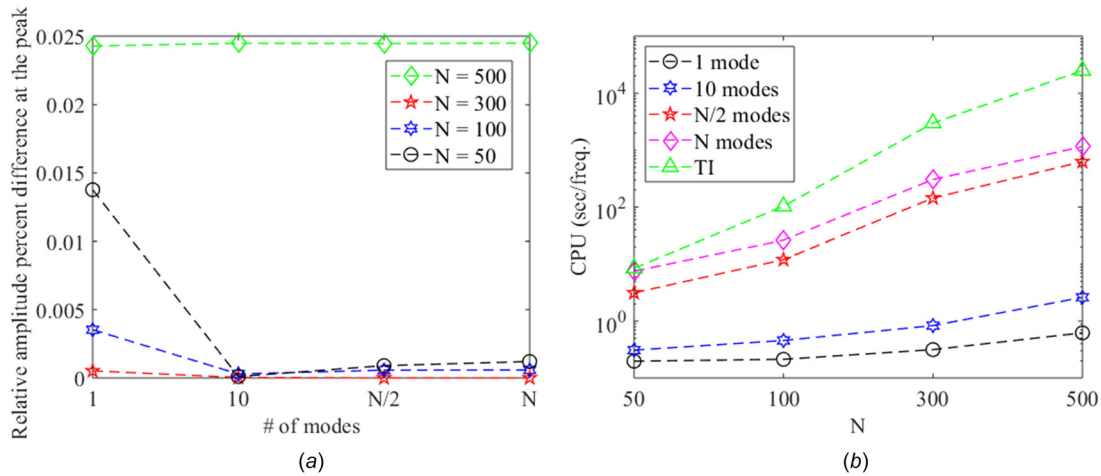 Relative amplitude percent difference at the peak
0.025
0.02
0.015
0.01
0.005
0
N = 500
N = 300
N = 100
N = 50
1
10
N/2
N
# of modes
(a)
CPU (sec/freq.)
10^4
10^2
10^0
1 mode
10 modes
N/2 modes
N modes
TI
50
100
300
500
N
(b)